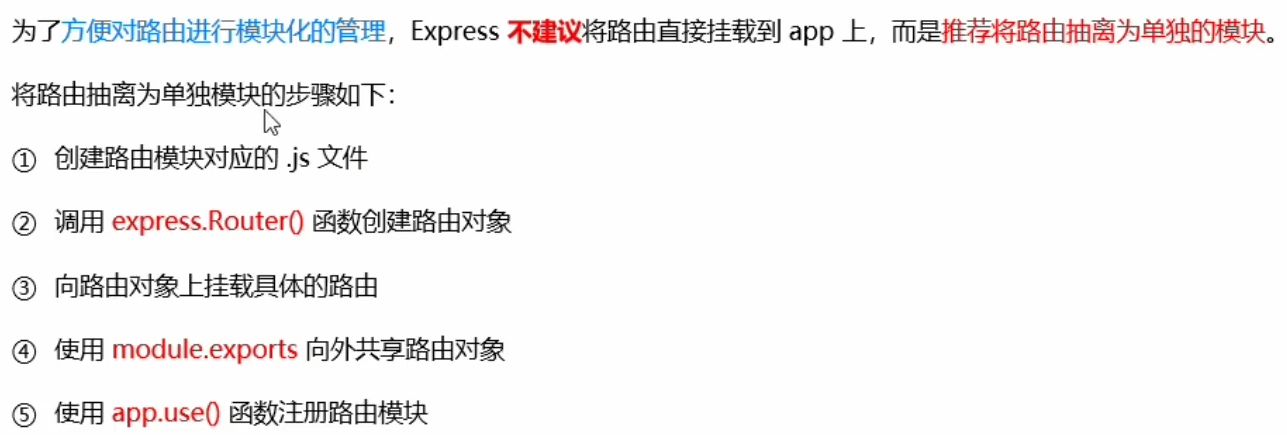 为了方便对路由进行模块化的管理，Express 不建议将路由直接挂载到 app 上，而是推荐将路由抽离为单独的模块。
将路由抽离为单独模块的步骤如下：
① 创建路由模块对应的 .js 文件
② 调用 express.Router() 函数创建路由对象
③ 向路由对象上挂载具体的路由
④ 使用 module.exports 向外共享路由对象
⑤ 使用 app.use() 函数注册路由模块